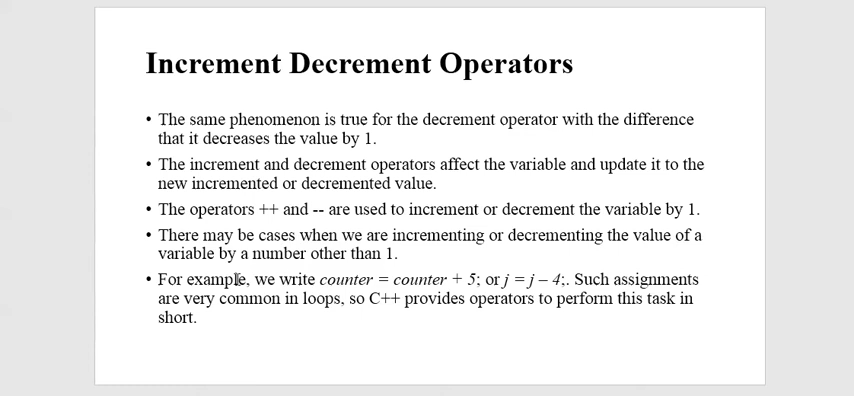 Increment Decrement Operators
• The same phenomenon is true for the decrement operator with the difference
that it decreases the value by 1.
• The increment and decrement operators affect the variable and update it to the
new incremented or decremented value.
• The operators ++ and -- are used to increment or decrement the variable by 1.
• There may be cases when we are incrementing or decrementing the value of a
variable by a number other than 1.
• For example, we write counter = counter + 5; or j = j – 4;. Such assignments
are very common in loops, so C++ provides operators to perform this task in
short.